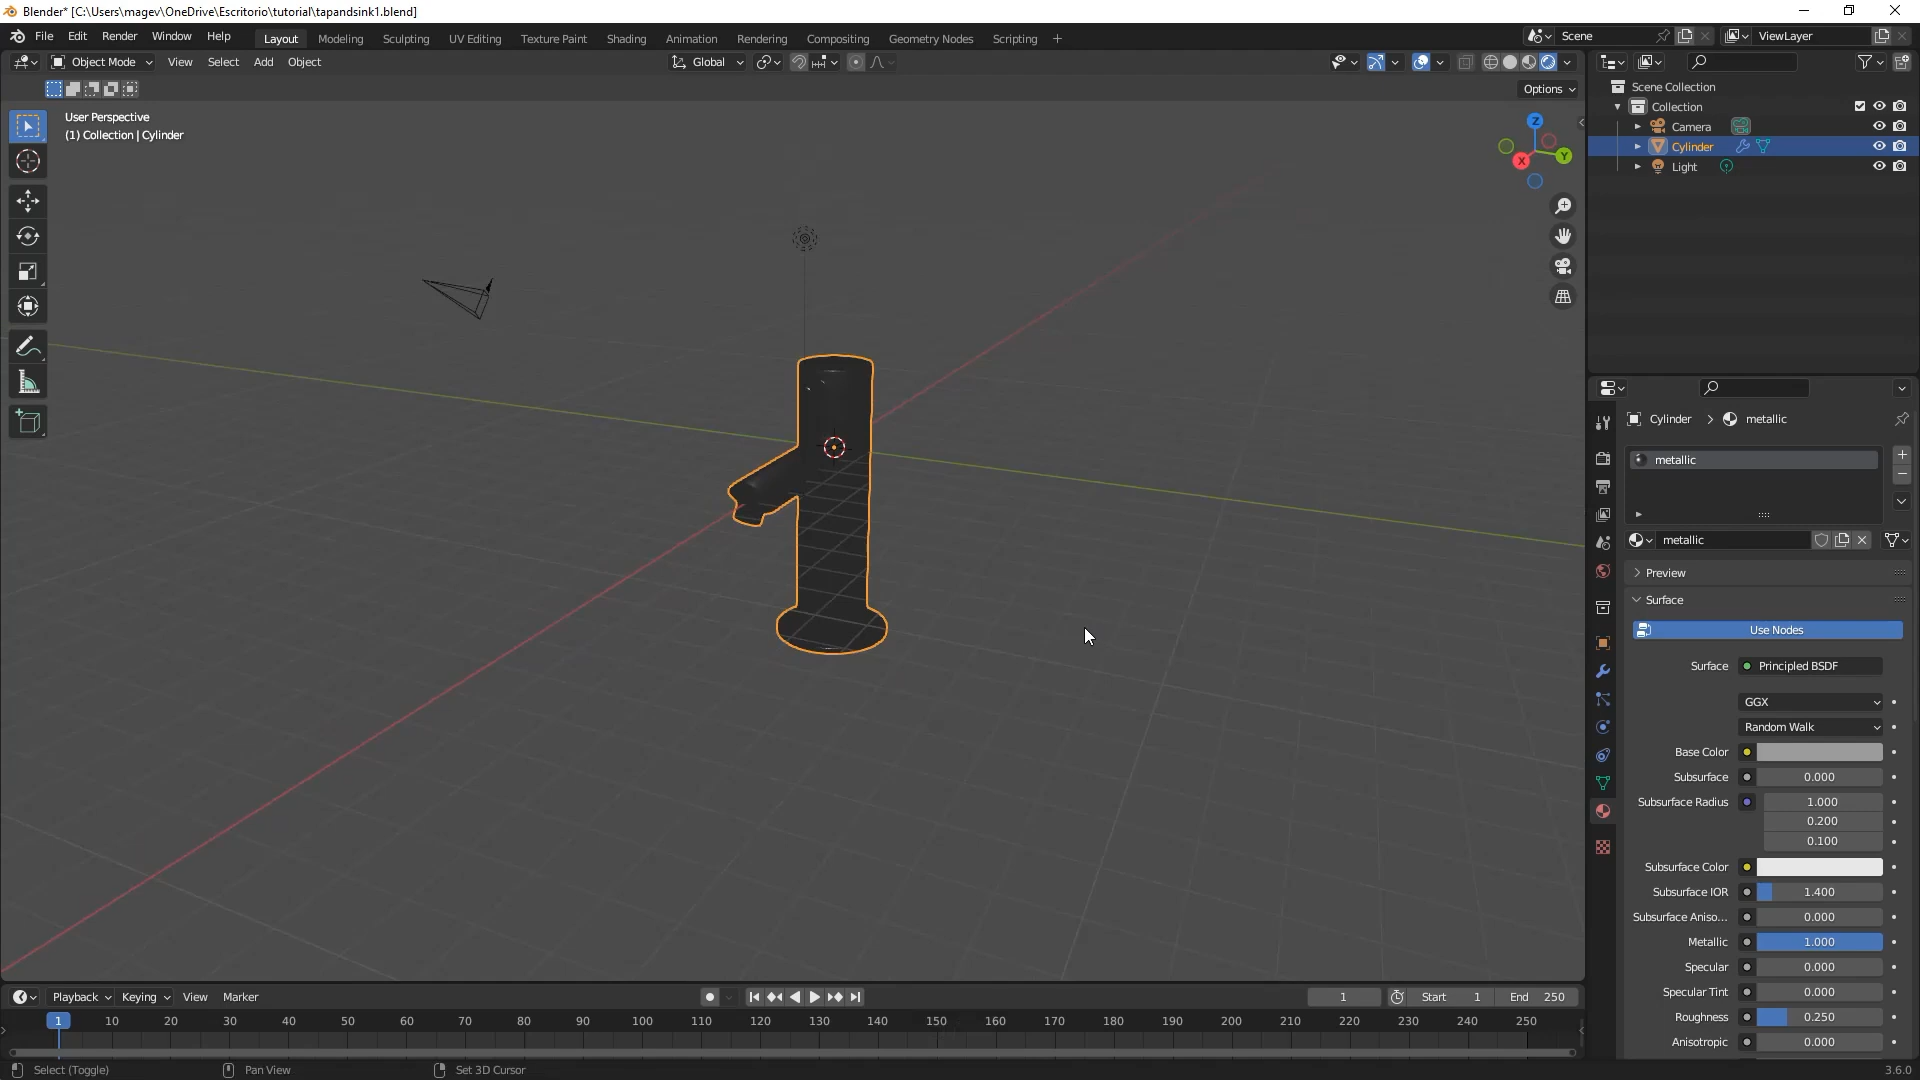 Blender* [C:\Users\magev\OneDrive\Escritorio\tutorial\tapandsink1.blend]
File Edit Render Window Help Layout Modeling Sculpting UV Editing Texture Paint Shading Animation Rendering Compositing Geometry Nodes Scripting + Scene ViewLayer
Object Mode View Select Add Object Global
Options
User Perspective
(1) Collection | Cylinder
Z
Y
X
Scene Collection
Collection
Camera
Cylinder
Light
Cylinder > metallic
metallic
metallic
Preview
Surface
Use Nodes
Surface Principled BSDF
GGX
Random Walk
Base Color
Subsurface 0.000
Subsurface Radius 1.000
0.200
0.100
Subsurface Color
Subsurface IOR 1.400
Subsurface Aniso... 0.000
Metallic 1.000
Specular 0.000
Specular Tint 0.000
Roughness 0.250
Anisotropic 0.000
Playback Keying View Marker 1 Start 1 End 250
1 10 20 30 40 50 60 70 80 90 100 110 120 130 140 150 160 170 180 190 200 210 220 230 240 250
Select (Toggle) Pan View Set 3D Cursor 3.6.0